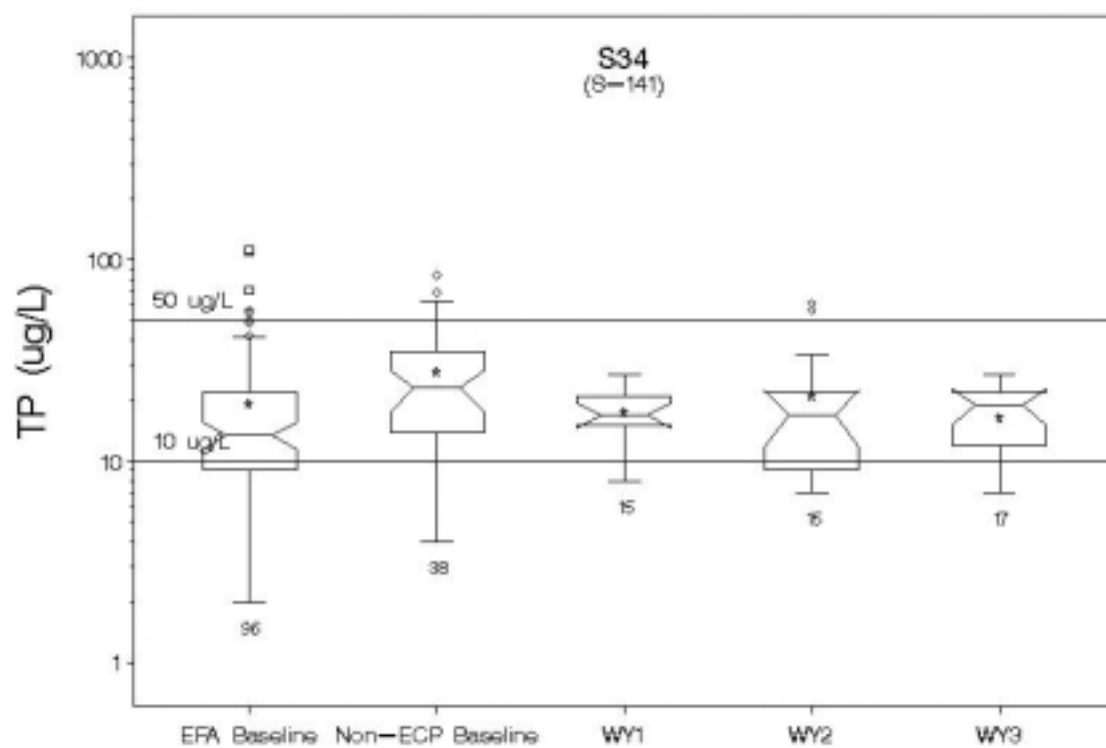 S34
(S-141)
1000
100
10
1
TP (ug/L)
50 ug/L
10 ug/L
96
38
15
16
17
EFA Baseline
Non-ECP Baseline
WY1
WY2
WY3